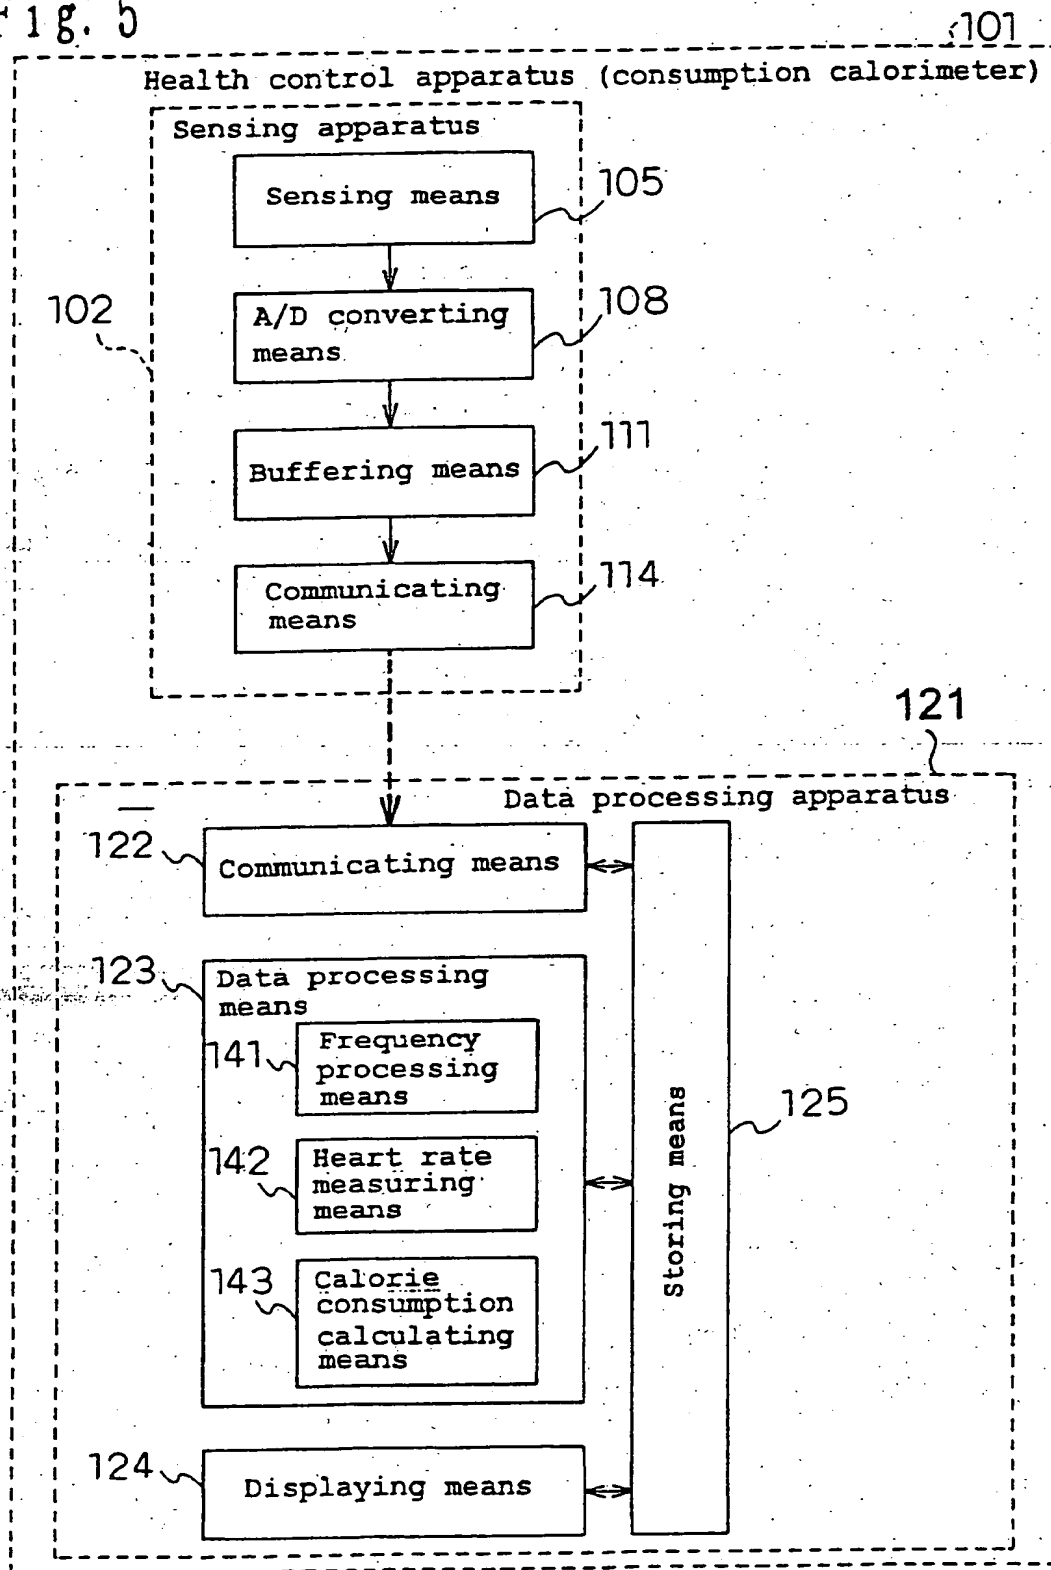 Fig. 5
101
Health control apparatus (consumption calorimeter)
Sensing apparatus
Sensing means
105
102
A/D converting
means
108
Buffering means
111
Communicating
means
114
121
Data processing apparatus
122
Communicating means
123
Data processing
means
141
Frequency
processing
means
142
Heart rate
measuring
means
143
Calorie
consumption
calculating
means
Storing means
125
124
Displaying means